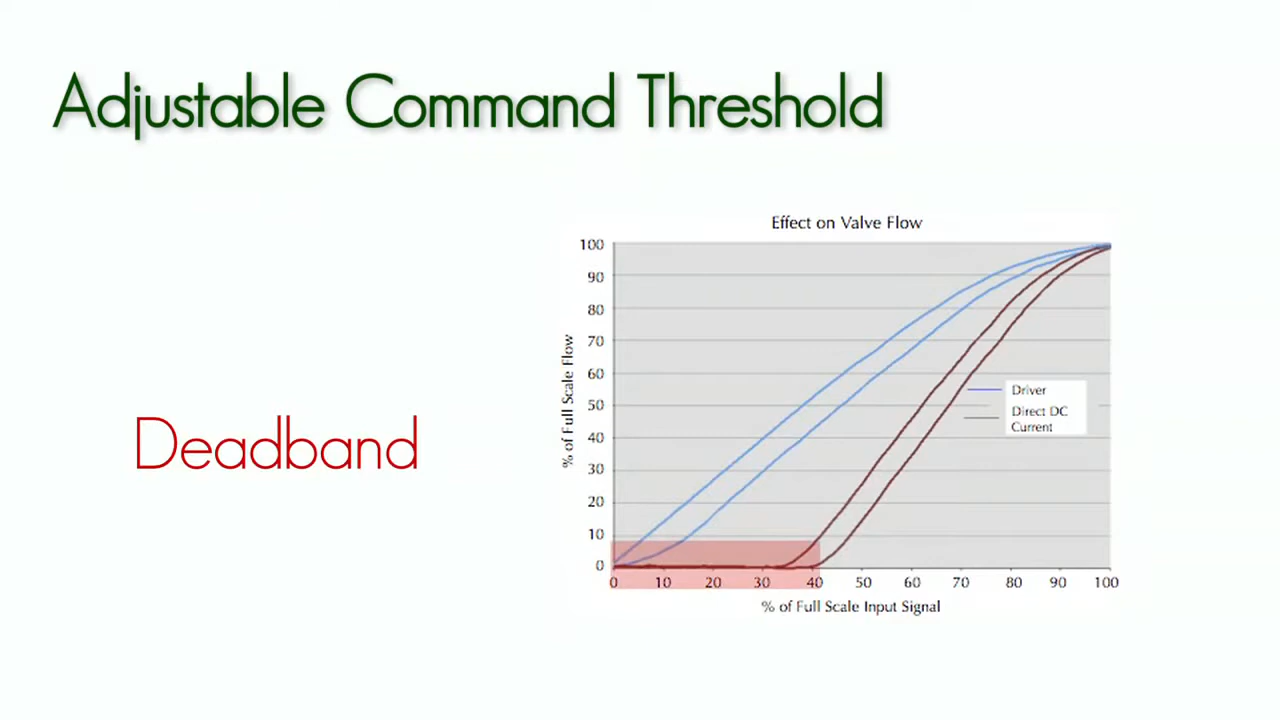 Adjustable Command Threshold
Deadband
Effect on Valve Flow
% of Full Scale Flow
100
90
80
70
60
50
40
30
20
10
0
Driver
Direct DC
Current
0 10 20 30 40 50 60 70 80 90 100
% of Full Scale Input Signal